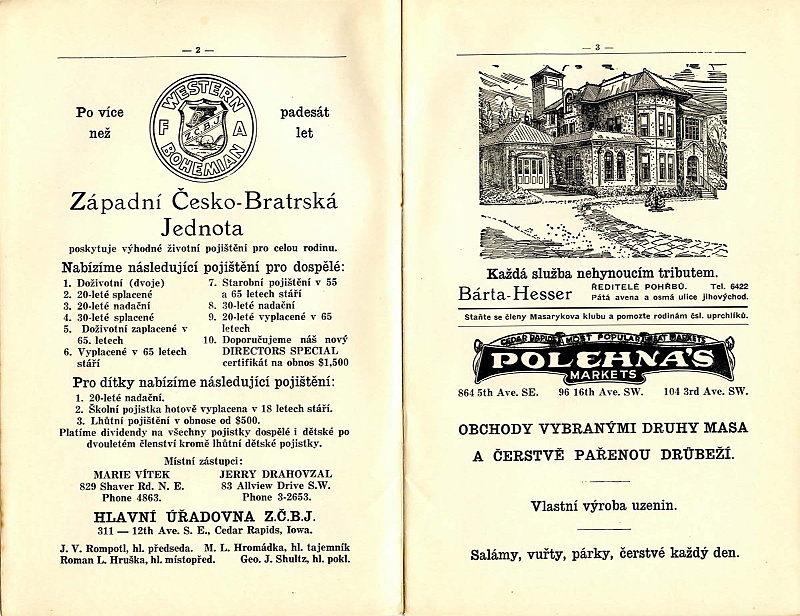 — 2 —
Po více
než
WESTERN
F A
Z.Č.B.J.
BOHEMIAN
padesát
let
Západní Česko-Bratrská
Jednota
poskytuje výhodné životní pojištění pro celou rodinu.
Nabízíme následující pojištění pro dospělé:
1. Doživotní (dvoje)
2. 20-leté splacené
3. 20-leté nadační
4. 30-leté splacené
5. Doživotní zaplacené v
65. letech
6. Vyplacené v 65 letech
stáří
7. Starobní pojištění v 55
a 65 letech stáří
8. 30-leté nadační
9. 20-leté vyplacené v 65
letech
10. Doporučujeme náš nový
DIRECTORS SPECIAL
certifikát na obnos $1,500
Pro dítky nabízíme následující pojištění:
1. 20-leté nadační.
2. Školní pojistka hotově vyplacena v 18 letech stáří.
3. Lhůtní pojištění v obnose od $500.
Platíme dividendy na všechny pojistky dospělé i dětské po
dvouletém členství kromě lhůtní dětské pojistky.
Místní zástupci:
MARIE VÍTEK
829 Shaver Rd. N. E.
Phone 4863.
JERRY DRAHOVZAL
83 Allview Drive S.W.
Phone 3-2653.
HLAVNÍ ÚŘADOVNA Z.Č.B.J.
311 — 12th Ave. S. E., Cedar Rapids, Iowa.
J. V. Rompotl, hl. předseda. M. L. Hromádka, hl. tajemník
Roman L. Hruška, hl. místopřed. Geo. J. Shultz, hl. pokl.
— 3 —
Každá služba nehynoucím tributem.
Bárta-Hesser
ŘEDITELÉ POHŘBŮ. Tel. 6422
Pátá avena a osmá ulice jihovýchod.
Staňte se členy Masarykova klubu a pomozte rodinám čsl. uprchlíků.
CEDAR RAPIDS MOST POPULAR MEAT MARKETS
POLEHNA'S
MARKETS
864 5th Ave. SE. 96 16th Ave. SW. 104 3rd Ave. SW.
OBCHODY VYBRANÝMI DRUHY MASA
A ČERSTVĚ PAŘENOU DRŮBEŽÍ.
Vlastní výroba uzenin.
Salámy, vuřty, párky, čerstvé každý den.